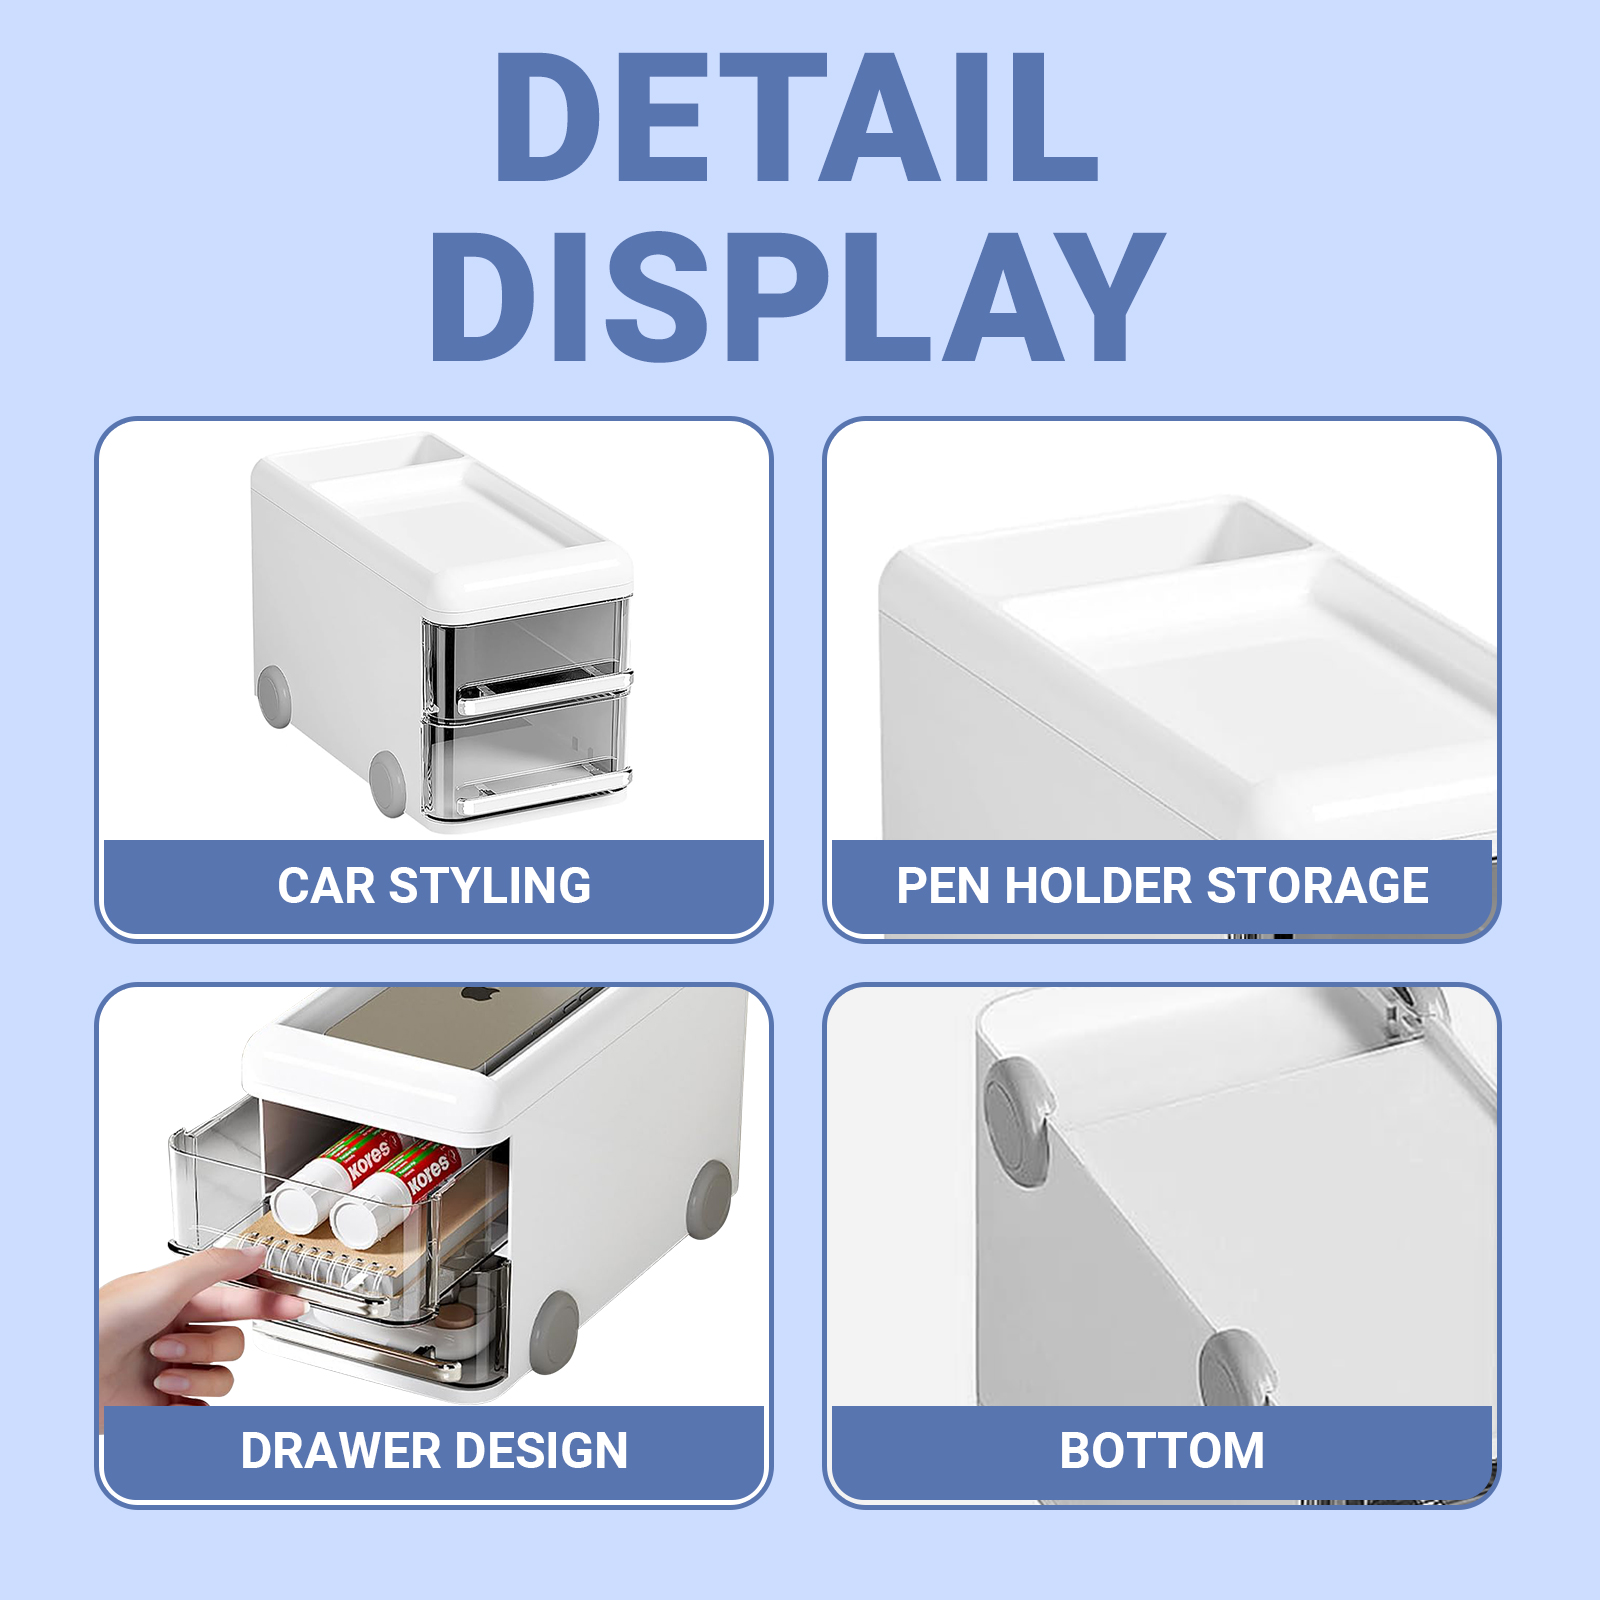 DETAIL
DISPLAY
CAR STYLING
PEN HOLDER STORAGE
Kores
Kores
DRAWER DESIGN
BOTTOM